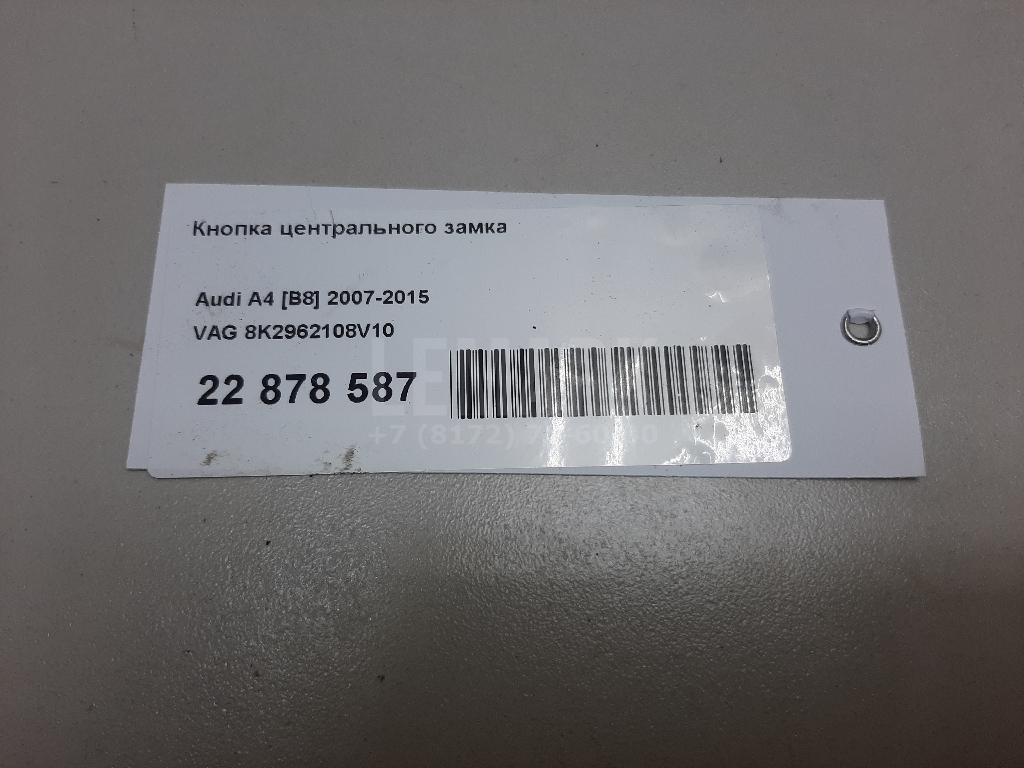 Кнопка центрального замка
Audi A4 [B8] 2007-2015
VAG 8K2962108V10
22 878 587